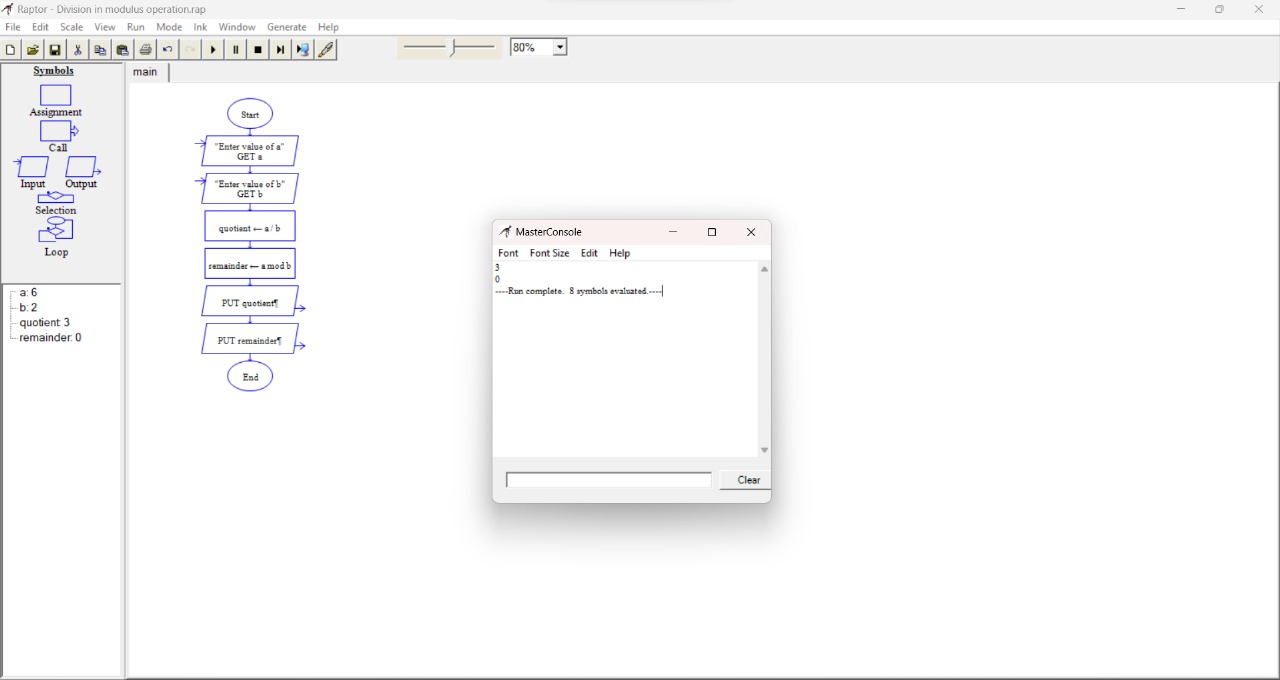 Raptor - Division in modulus operation.rap
File Edit Scale View Run Mode Ink Window Generate Help
80%
Symbols
Assignment
Call
Input Output
Selection
Loop
a: 6
b: 2
quotient: 3
remainder: 0
main
Start
"Enter value of a"
GET a
"Enter value of b"
GET b
quotient ← a / b
remainder ← a mod b
PUT quotient¶
PUT remainder¶
End
MasterConsole
Font Font Size Edit Help
3
0
----Run complete. 8 symbols evaluated.----
Clear